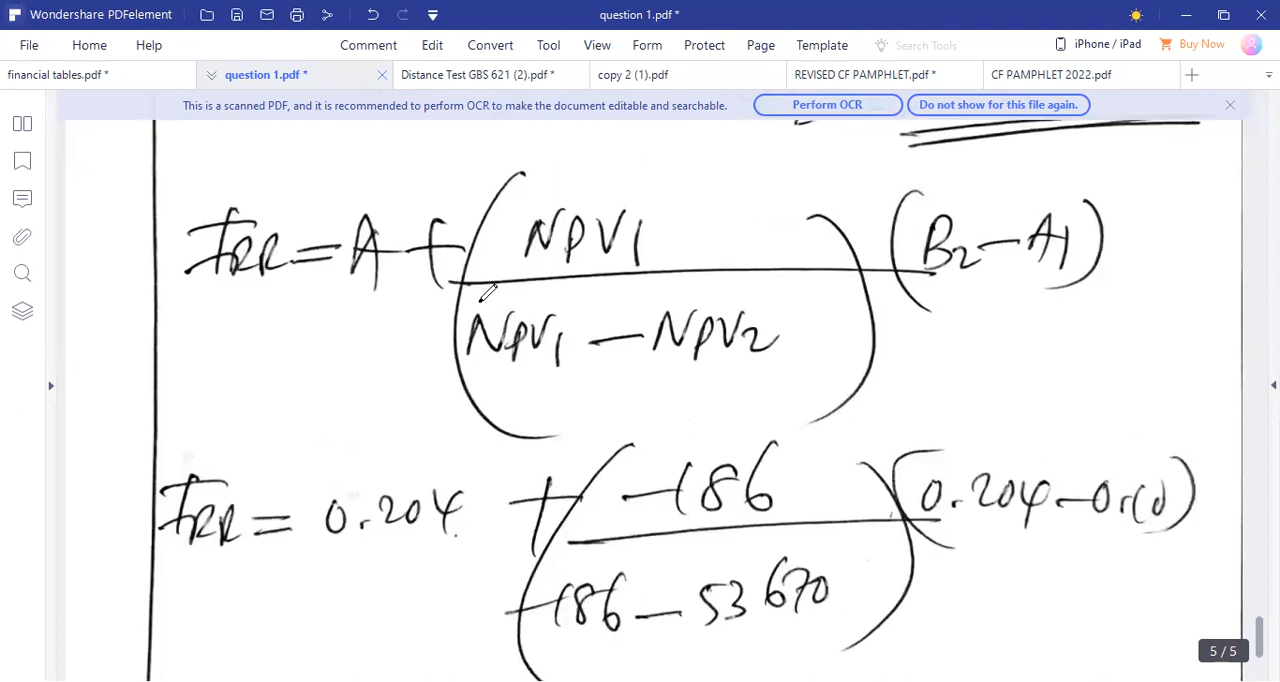 Wondershare PDFelement
question 1.pdf *
File Home Help Comment Edit Convert Tool View Form Protect Page Template Search Tools iPhone / iPad Buy Now
financial tables.pdf * question 1.pdf * Distance Test GBS 621 (2).pdf * copy 2 (1).pdf REVISED CF PAMPHLET.pdf * CF PAMPHLET 2022.pdf
This is a scanned PDF, and it is recommended to perform OCR to make the document editable and searchable. Perform OCR Do not show for this file again.
IRR = A + ( NPV1 ) (B2 - A1)
NPV1 - NPV2
IRR = 0.204 + ( -186 ) (0.204 - 0.10)
-186 - 53670
5 / 5